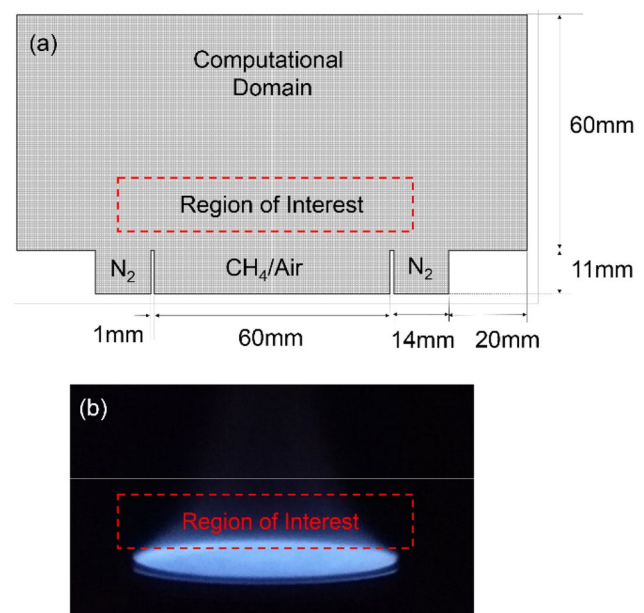 (a)
Computational
Domain
60mm
Region of Interest
N2
CH4/Air
N2
11mm
1mm
60mm
14mm
20mm
(b)
Region of Interest